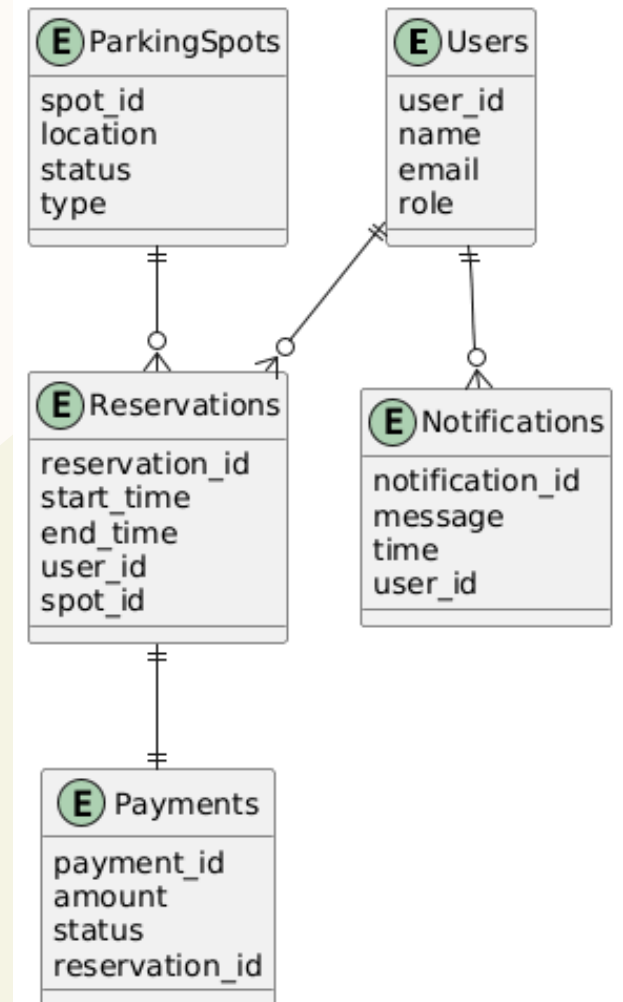 E ParkingSpots
spot_id
location
status
type
E Users
user_id
name
email
role
E Reservations
reservation_id
start_time
end_time
user_id
spot_id
E Notifications
notification_id
message
time
user_id
E Payments
payment_id
amount
status
reservation_id